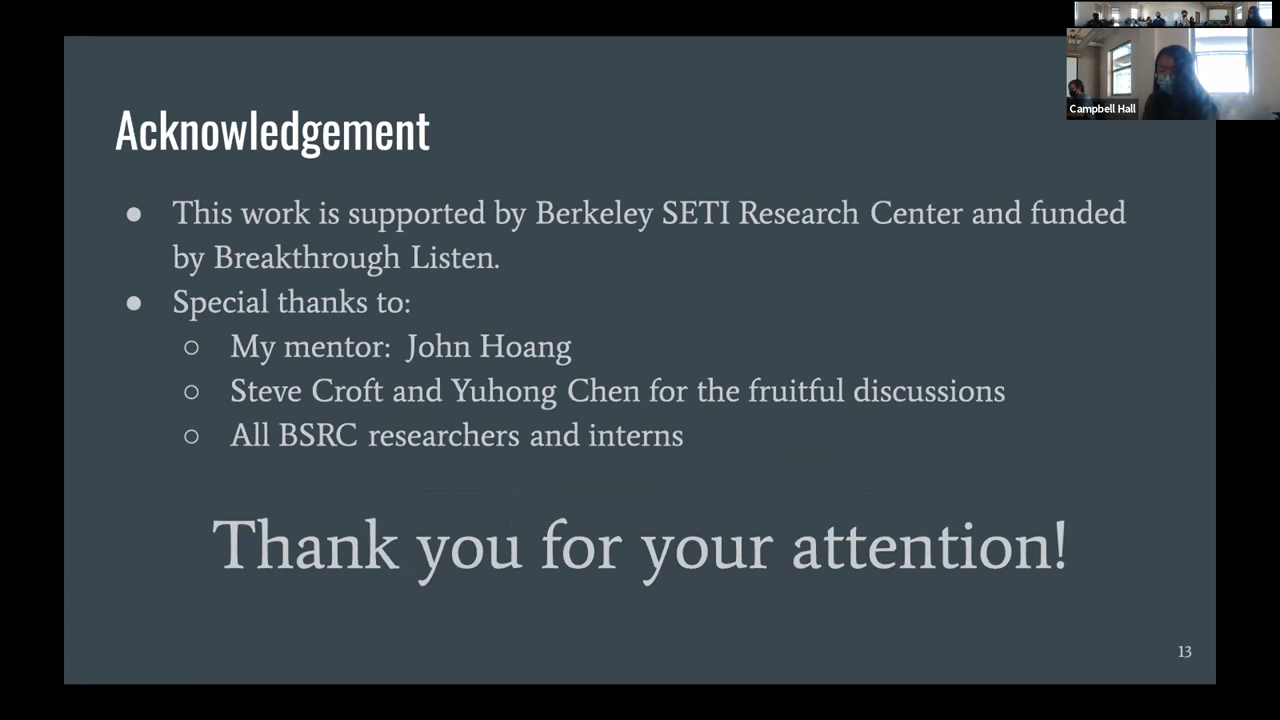 Campbell Hall
Acknowledgement
● This work is supported by Berkeley SETI Research Center and funded
by Breakthrough Listen.
● Special thanks to:
○ My mentor: John Hoang
○ Steve Croft and Yuhong Chen for the fruitful discussions
○ All BSRC researchers and interns
Thank you for your attention!
13